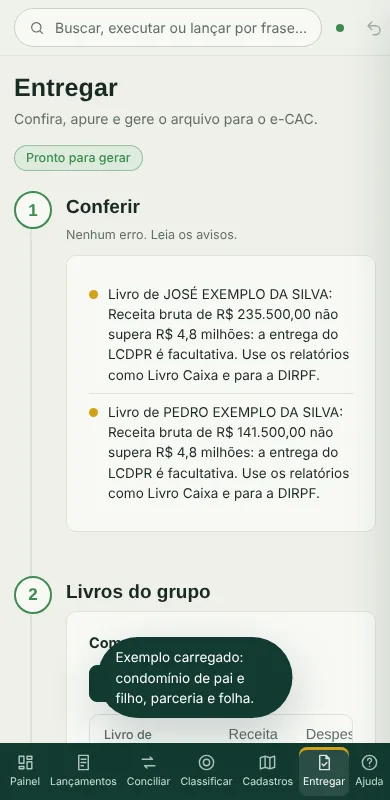 Buscar, executar ou lançar por frase...
Entregar
Confira, apure e gere o arquivo para o e-CAC.
Pronto para gerar
1
Conferir
Nenhum erro. Leia os avisos.
Livro de JOSÉ EXEMPLO DA SILVA:
Receita bruta de R$ 235.500,00 não
supera R$ 4,8 milhões: a entrega do
LCDPR é facultativa. Use os relatórios
como Livro Caixa e para a DIRPF.
Livro de PEDRO EXEMPLO DA SILVA:
Receita bruta de R$ 141.500,00 não
supera R$ 4,8 milhões: a entrega do
LCDPR é facultativa. Use os relatórios
como Livro Caixa e para a DIRPF.
2
Livros do grupo
Exemplo carregado:
condomínio de pai e
filho, parceria e folha.
Livro de Receita
Painel Lançamentos Conciliar Classificar Cadastros Entregar Ajuda